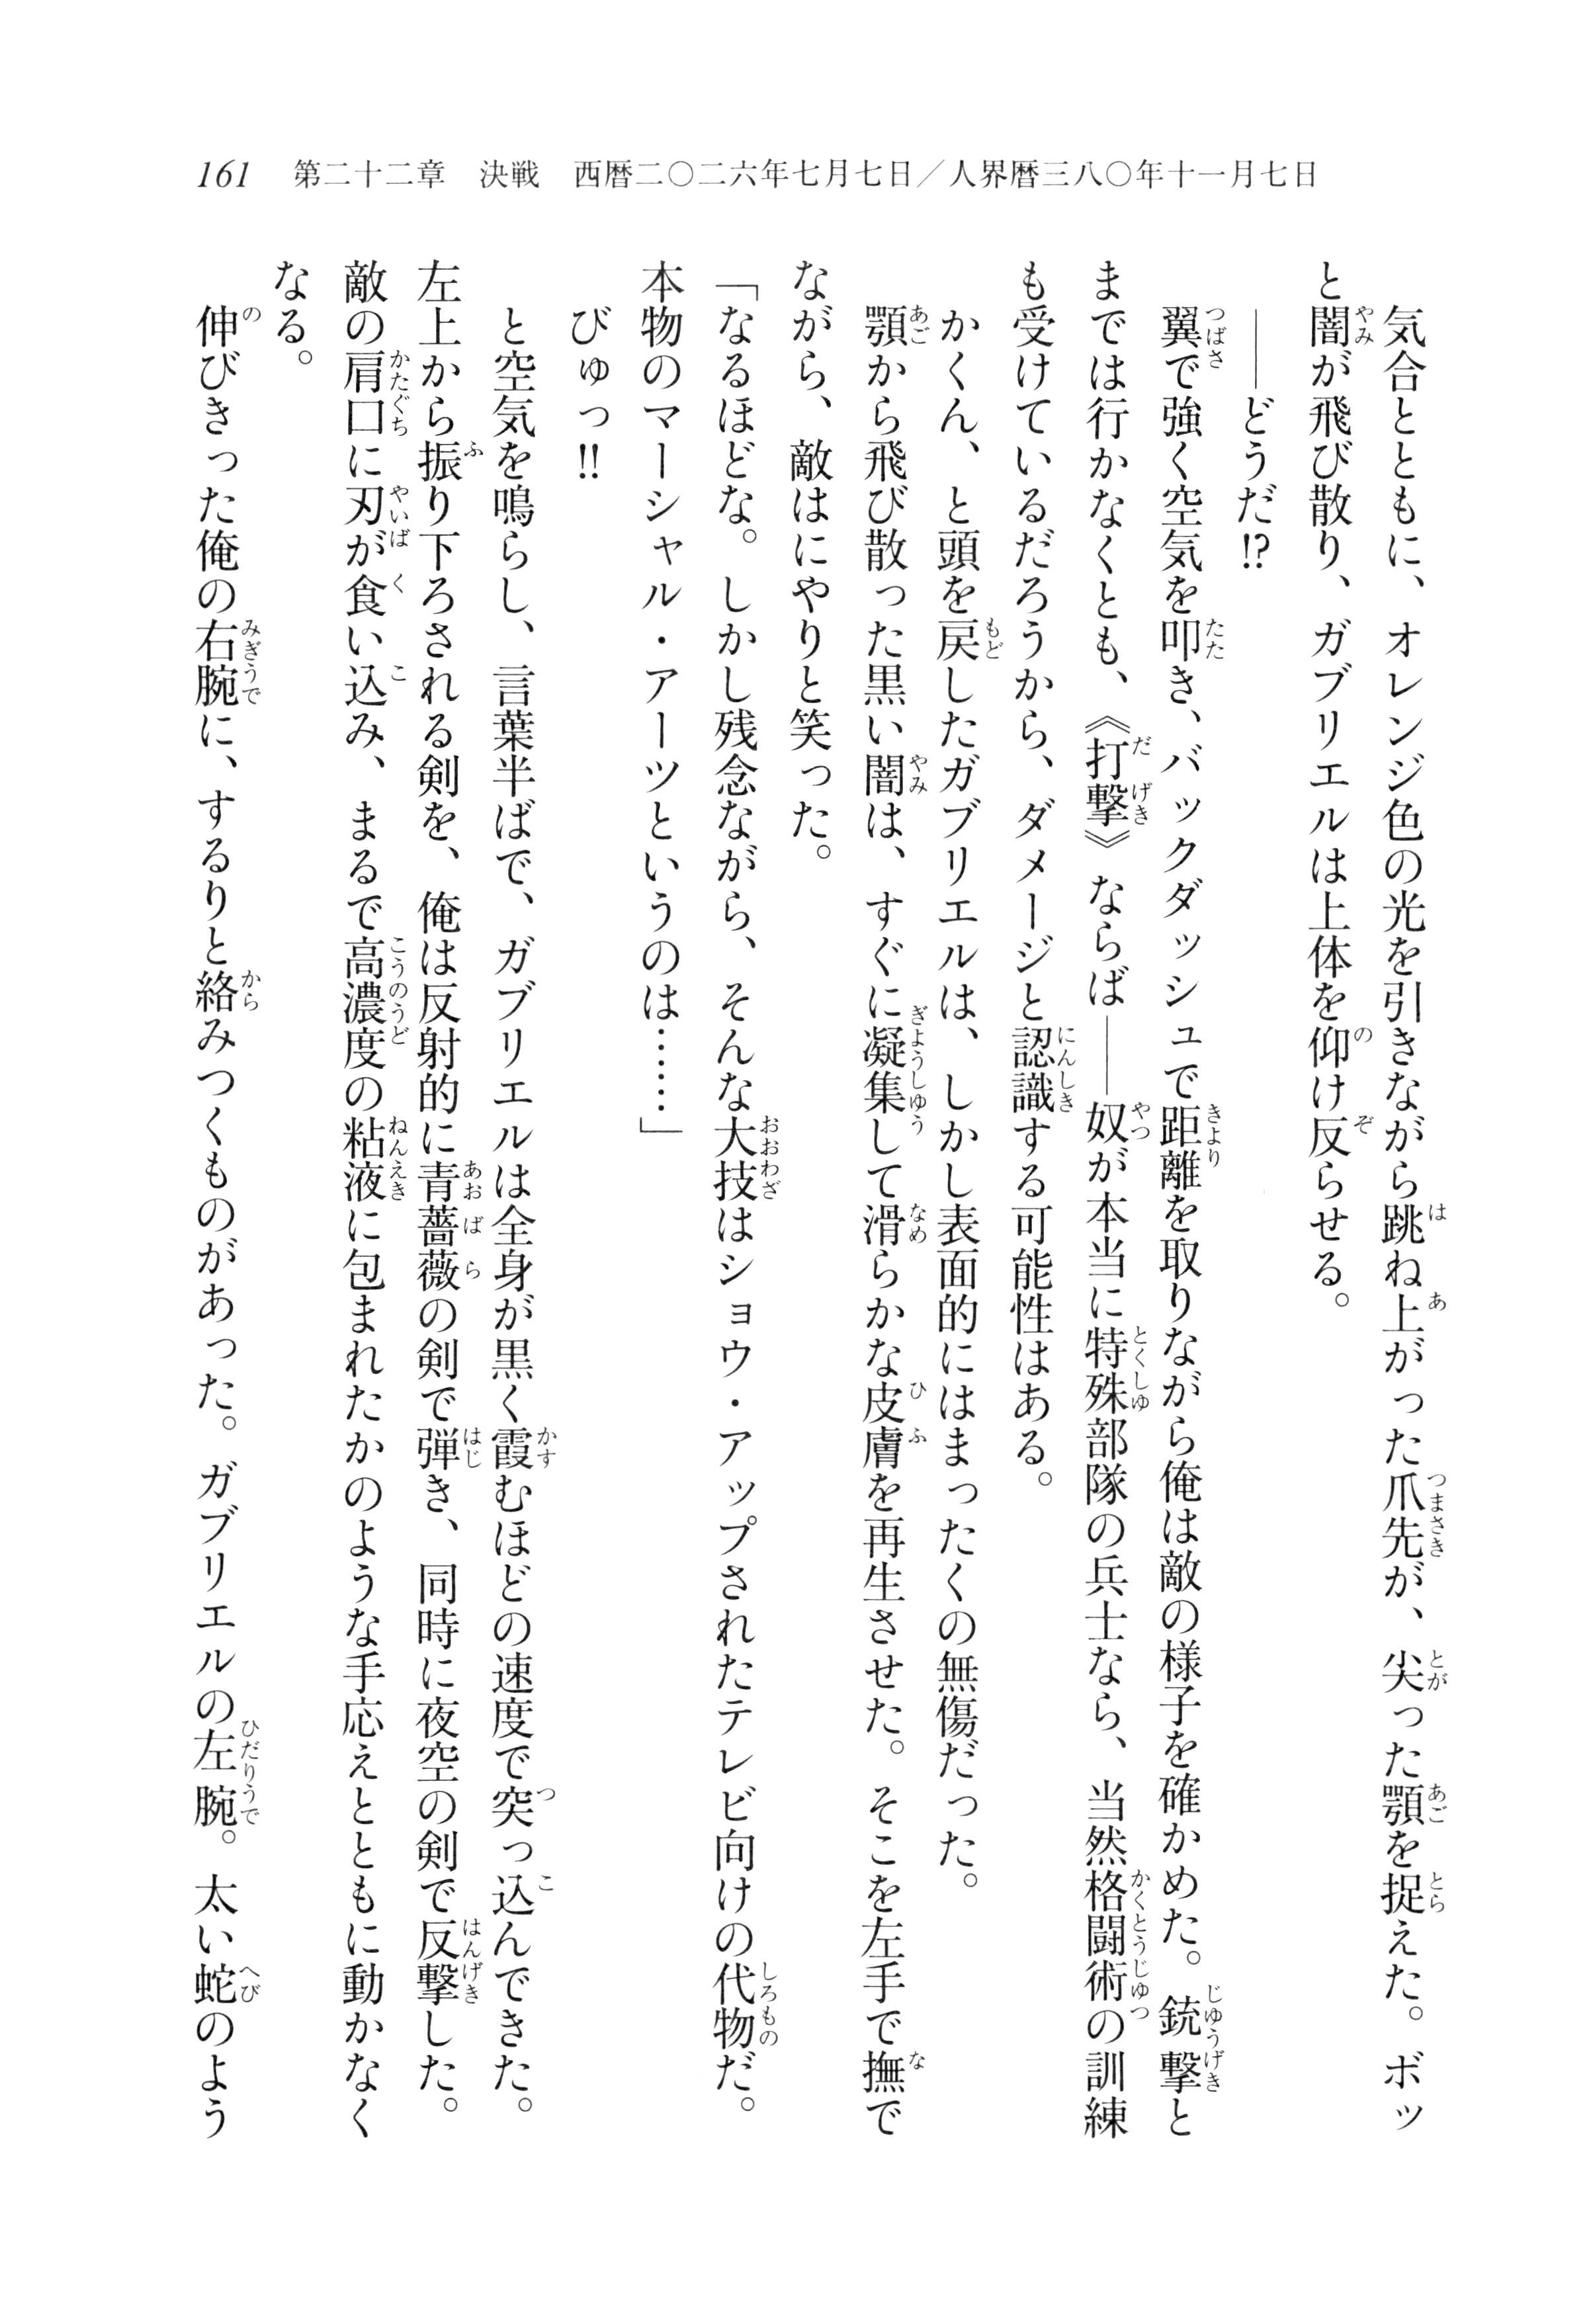 161　第二十二章　決戦　西暦二〇二六年七月七日／人界暦三八〇年十一月七日
　気合とともに、オレンジ色の光を引きながら跳ね上がった爪先が、尖った顎を捉えた。ボッ
と闇が飛び散り、ガブリエルは上体を仰け反らせる。
　――どうだ!?
　翼で強く空気を叩き、バックダッシュで距離を取りながら俺は敵の様子を確かめた。銃撃と
までは行かなくとも、《打撃》ならば――奴が本当に特殊部隊の兵士なら、当然格闘術の訓練
も受けているだろうから、ダメージと認識する可能性はある。
　かくん、と頭を戻したガブリエルは、しかし表面的にはまったくの無傷だった。
　顎から飛び散った黒い闇は、すぐに凝集して滑らかな皮膚を再生させた。そこを左手で撫で
ながら、敵はにやりと笑った。
「なるほどな。しかし残念ながら、そんな大技はショウ・アップされたテレビ向けの代物だ。
本物のマーシャル・アーツというのは……」
　びゅっ!!
　と空気を鳴らし、言葉半ばで、ガブリエルは全身が黒く霞むほどの速度で突っ込んできた。
左上から振り下ろされる剣を、俺は反射的に青薔薇の剣で弾き、同時に夜空の剣で反撃した。
敵の肩口に刃が食い込み、まるで高濃度の粘液に包まれたかのような手応えとともに動かなく
なる。
　伸びきった俺の右腕に、するりと絡みつくものがあった。ガブリエルの左腕。太い蛇のよう